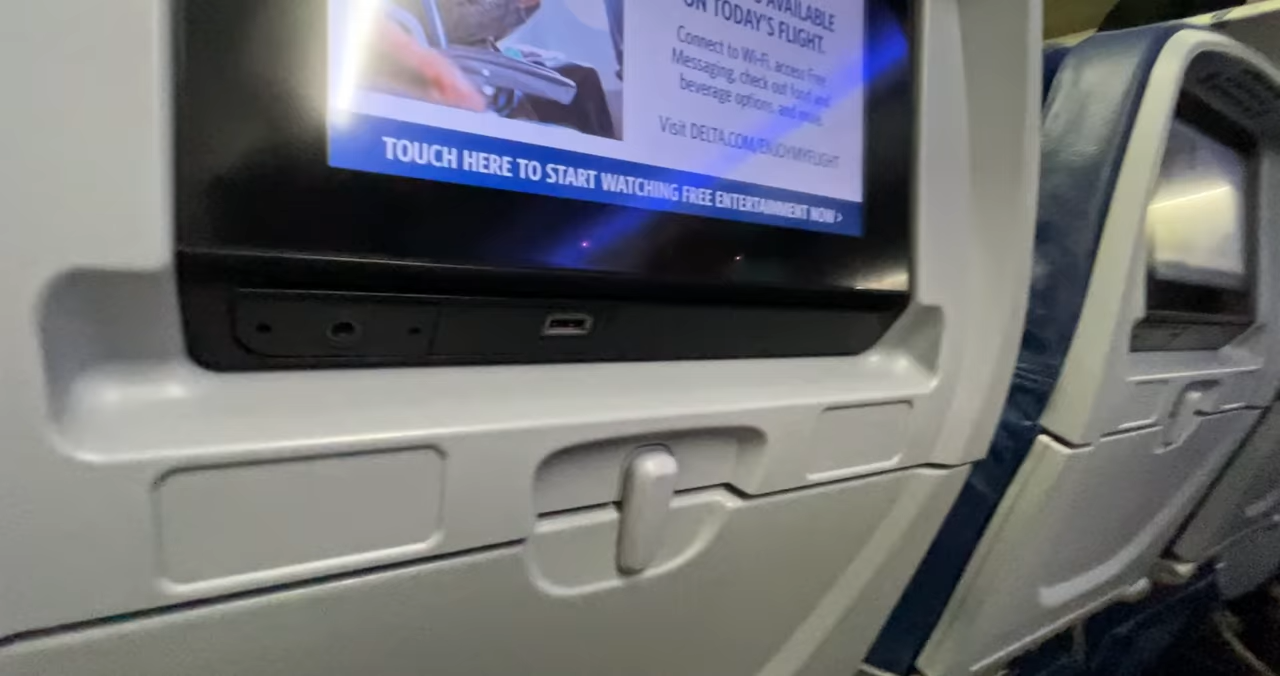 AVAILABLE
ON TODAY'S FLIGHT.
Connect to Wi-Fi, access Free
Messaging, check out food and
beverage options, and more.
Visit DELTA.COM/ENJOYMYFLIGHT
TOUCH HERE TO START WATCHING FREE ENTERTAINMENT NOW >